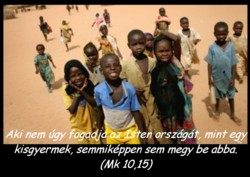 Aki nem úgy fogadja az Isten országát, mint egy
kisgyermek, semmiképpen sem megy be abba.
(Mk 10,15)